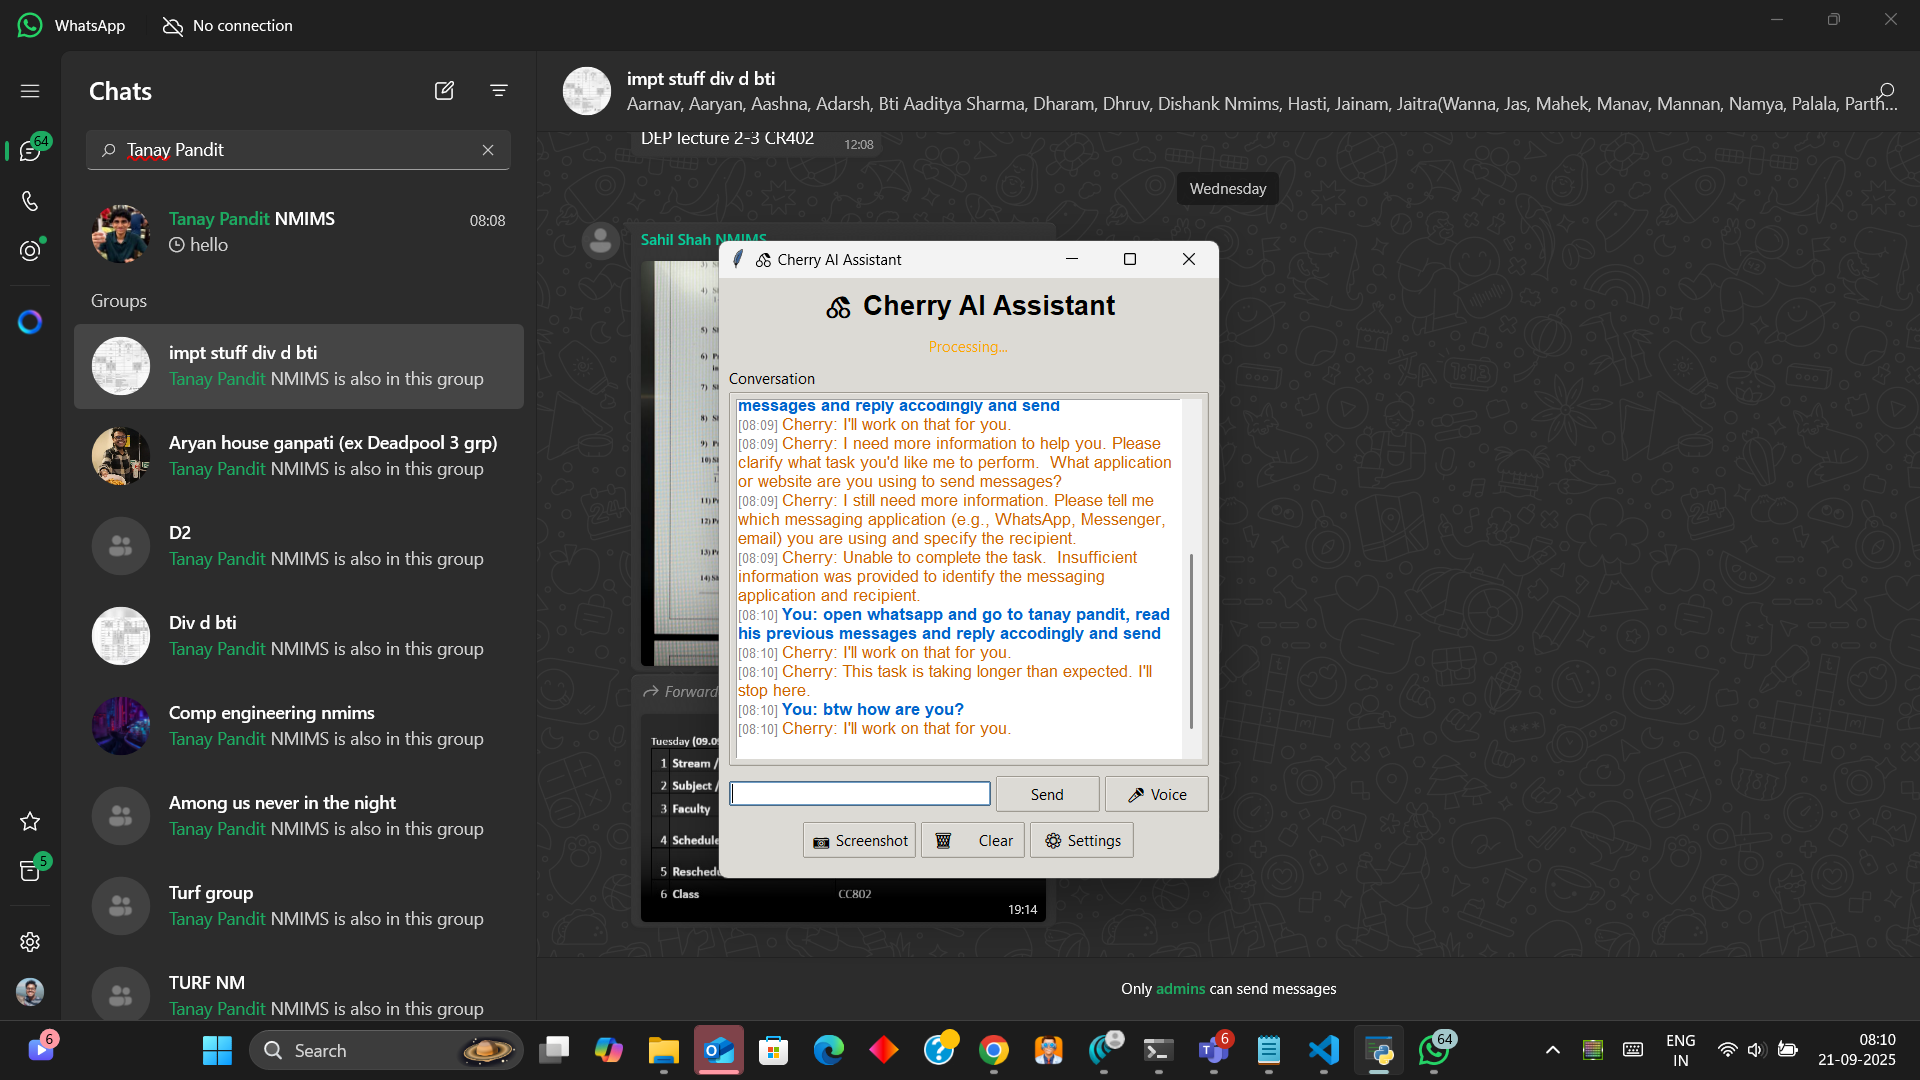 WhatsApp
No connection
Chats
64
Tanay Pandit
Tanay Pandit NMIMS
08:08
hello
Groups
impt stuff div d bti
Tanay Pandit NMIMS is also in this group
Aryan house ganpati (ex Deadpool 3 grp)
Tanay Pandit NMIMS is also in this group
D2
Tanay Pandit NMIMS is also in this group
Div d bti
Tanay Pandit NMIMS is also in this group
Comp engineering nmims
Tanay Pandit NMIMS is also in this group
Among us never in the night
Tanay Pandit NMIMS is also in this group
5
Turf group
Tanay Pandit NMIMS is also in this group
TURF NM
Tanay Pandit NMIMS is also in this group
impt stuff div d bti
Aarnav, Aaryan, Aashna, Adarsh, Bti Aaditya Sharma, Dharam, Dhruv, Dishank Nmims, Hasti, Jainam, Jaitra(Wanna, Jas, Mahek, Manav, Mannan, Namya, Palala, Parth...
DEP lecture 2-3 CR402
12:08
Wednesday
Sahil Shah NMIMS
4)
5)
6)
8)
9)
10)
11)
12)
13)
14)
Forward
Tuesday (09.09
1 Stream /
2 Subject /
3 Faculty
4 Schedule
5 Resched
6 Class
CC802
19:14
Only admins can send messages
Cherry AI Assistant
Cherry AI Assistant
Processing...
Conversation
messages and reply accodingly and send
[08:09] Cherry: I'll work on that for you.
[08:09] Cherry: I need more information to help you. Please
clarify what task you'd like me to perform.  What application
or website are you using to send messages?
[08:09] Cherry: I still need more information. Please tell me
which messaging application (e.g., WhatsApp, Messenger,
email) you are using and specify the recipient.
[08:09] Cherry: Unable to complete the task.  Insufficient
information was provided to identify the messaging
application and recipient.
[08:10] You: open whatsapp and go to tanay pandit, read
his previous messages and reply accodingly and send
[08:10] Cherry: I'll work on that for you.
[08:10] Cherry: This task is taking longer than expected. I'll
stop here.
[08:10] You: btw how are you?
[08:10] Cherry: I'll work on that for you.
Send
Voice
Screenshot
Clear
Settings
6
Search
6
64
ENG
IN
08:10
21-09-2025